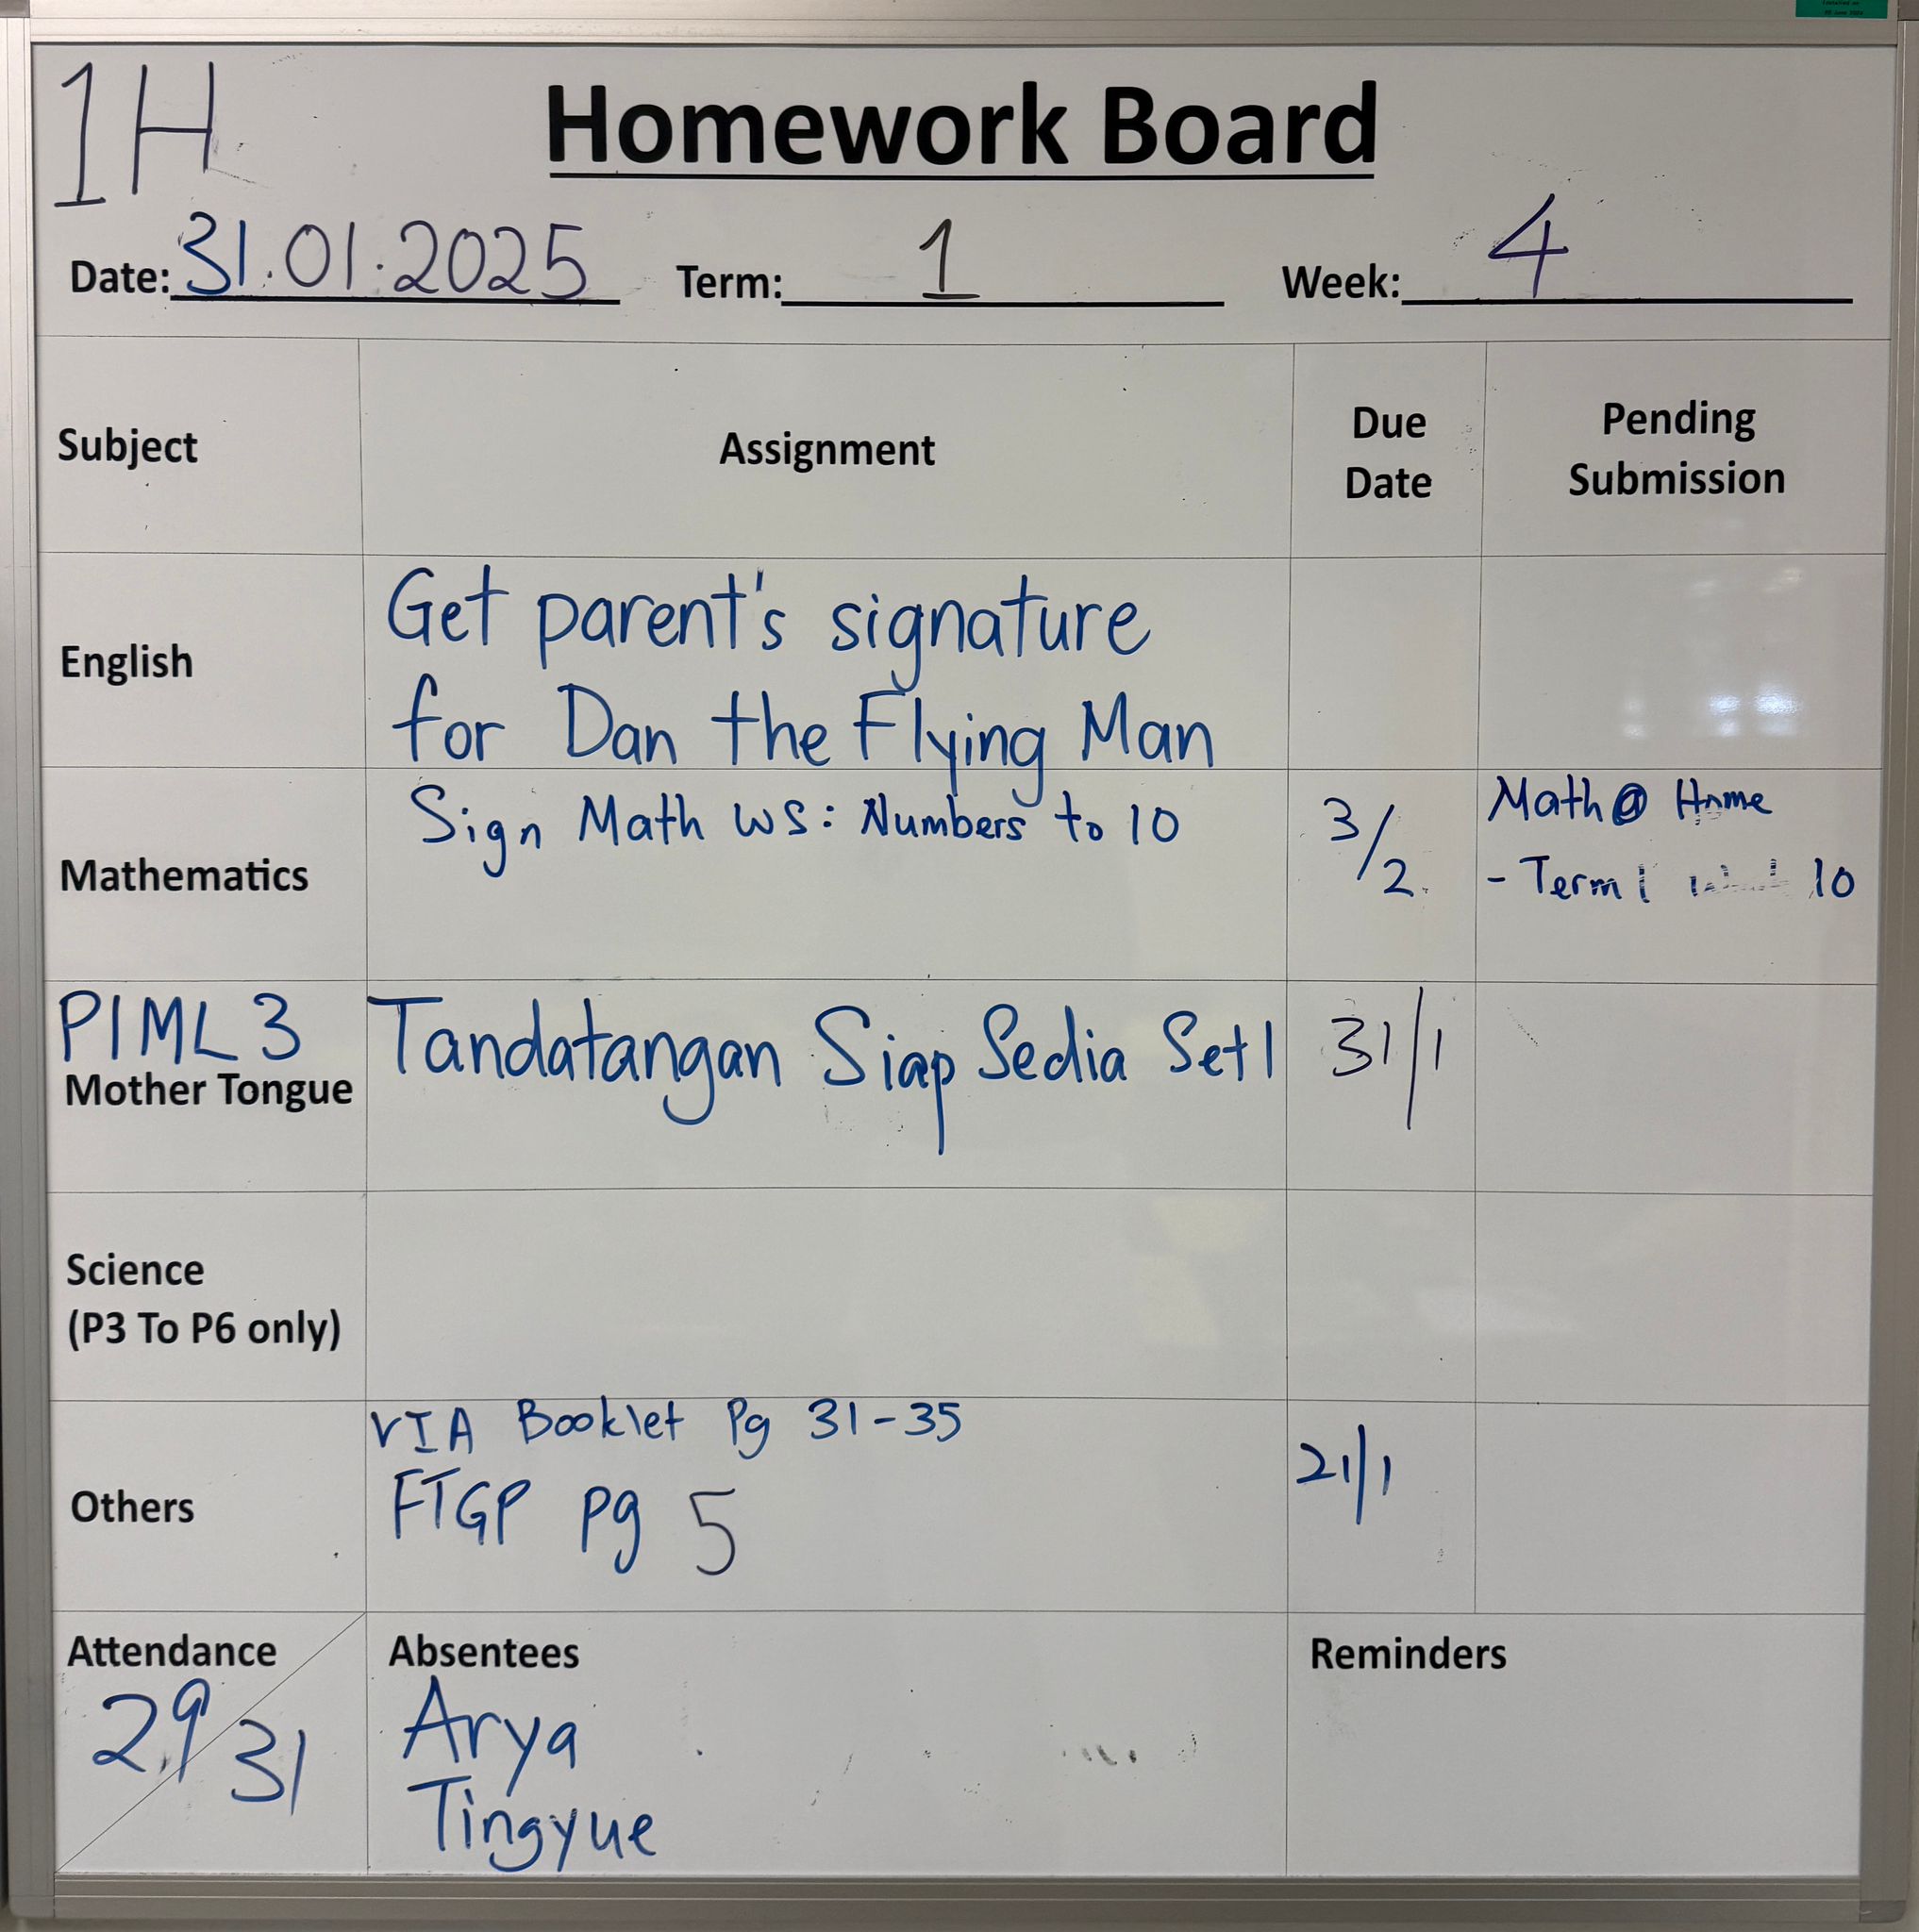 1H
Homework Board
Date: 31.01.2025 Term: 1 Week: 4
Subject Assignment Due Date Pending Submission
English
Get parent's signature
for Dan the Flying Man
Mathematics
Sign Math WS: Numbers to 10
3/2
Math@ Home
- Term 1 10
PIML 3
Mother Tongue
Tandatangan Siap Sedia Set 1
31/1
Science
(P3 To P6 only)
Others
VIA Booklet Pg 31-35
FTGP pg 5
21/1
Attendance
29/31
Absentees
Arya
Tingyue
Reminders